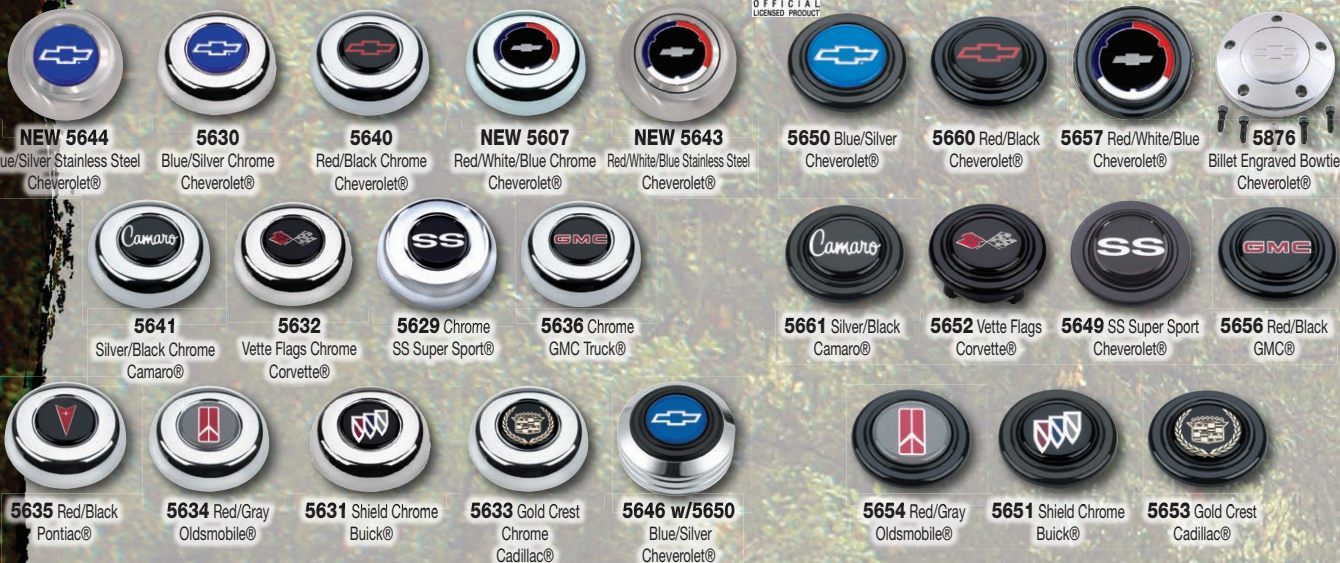 OFFICIAL
LICENSED PRODUCT
NEW 5644
ue/Silver Stainless Steel
Cheverolet®
5630
Blue/Silver Chrome
Cheverolet®
5640
Red/Black Chrome
Cheverolet®
NEW 5607
Red/White/Blue Chrome
Cheverolet®
NEW 5643
Red/White/Blue Stainless Steel
Cheverolet®
5650 Blue/Silver
Cheverolet®
5660 Red/Black
Cheverolet®
5657 Red/White/Blue
Cheverolet®
5876
Billet Engraved Bowtie
Cheverolet®
Camaro
5641
Silver/Black Chrome
Camaro®
5632
Vette Flags Chrome
Corvette®
SS
5629 Chrome
SS Super Sport®
GMC
5636 Chrome
GMC Truck®
Camaro
5661 Silver/Black
Camaro®
5652 Vette Flags
Corvette®
SS
5649 SS Super Sport
Cheverolet®
GMC
5656 Red/Black
GMC®
5635 Red/Black
Pontiac®
5634 Red/Gray
Oldsmobile®
5631 Shield Chrome
Buick®
5633 Gold Crest
Chrome
Cadillac®
5646 w/5650
Blue/Silver
Cheverolet®
5654 Red/Gray
Oldsmobile®
5651 Shield Chrome
Buick®
5653 Gold Crest
Cadillac®